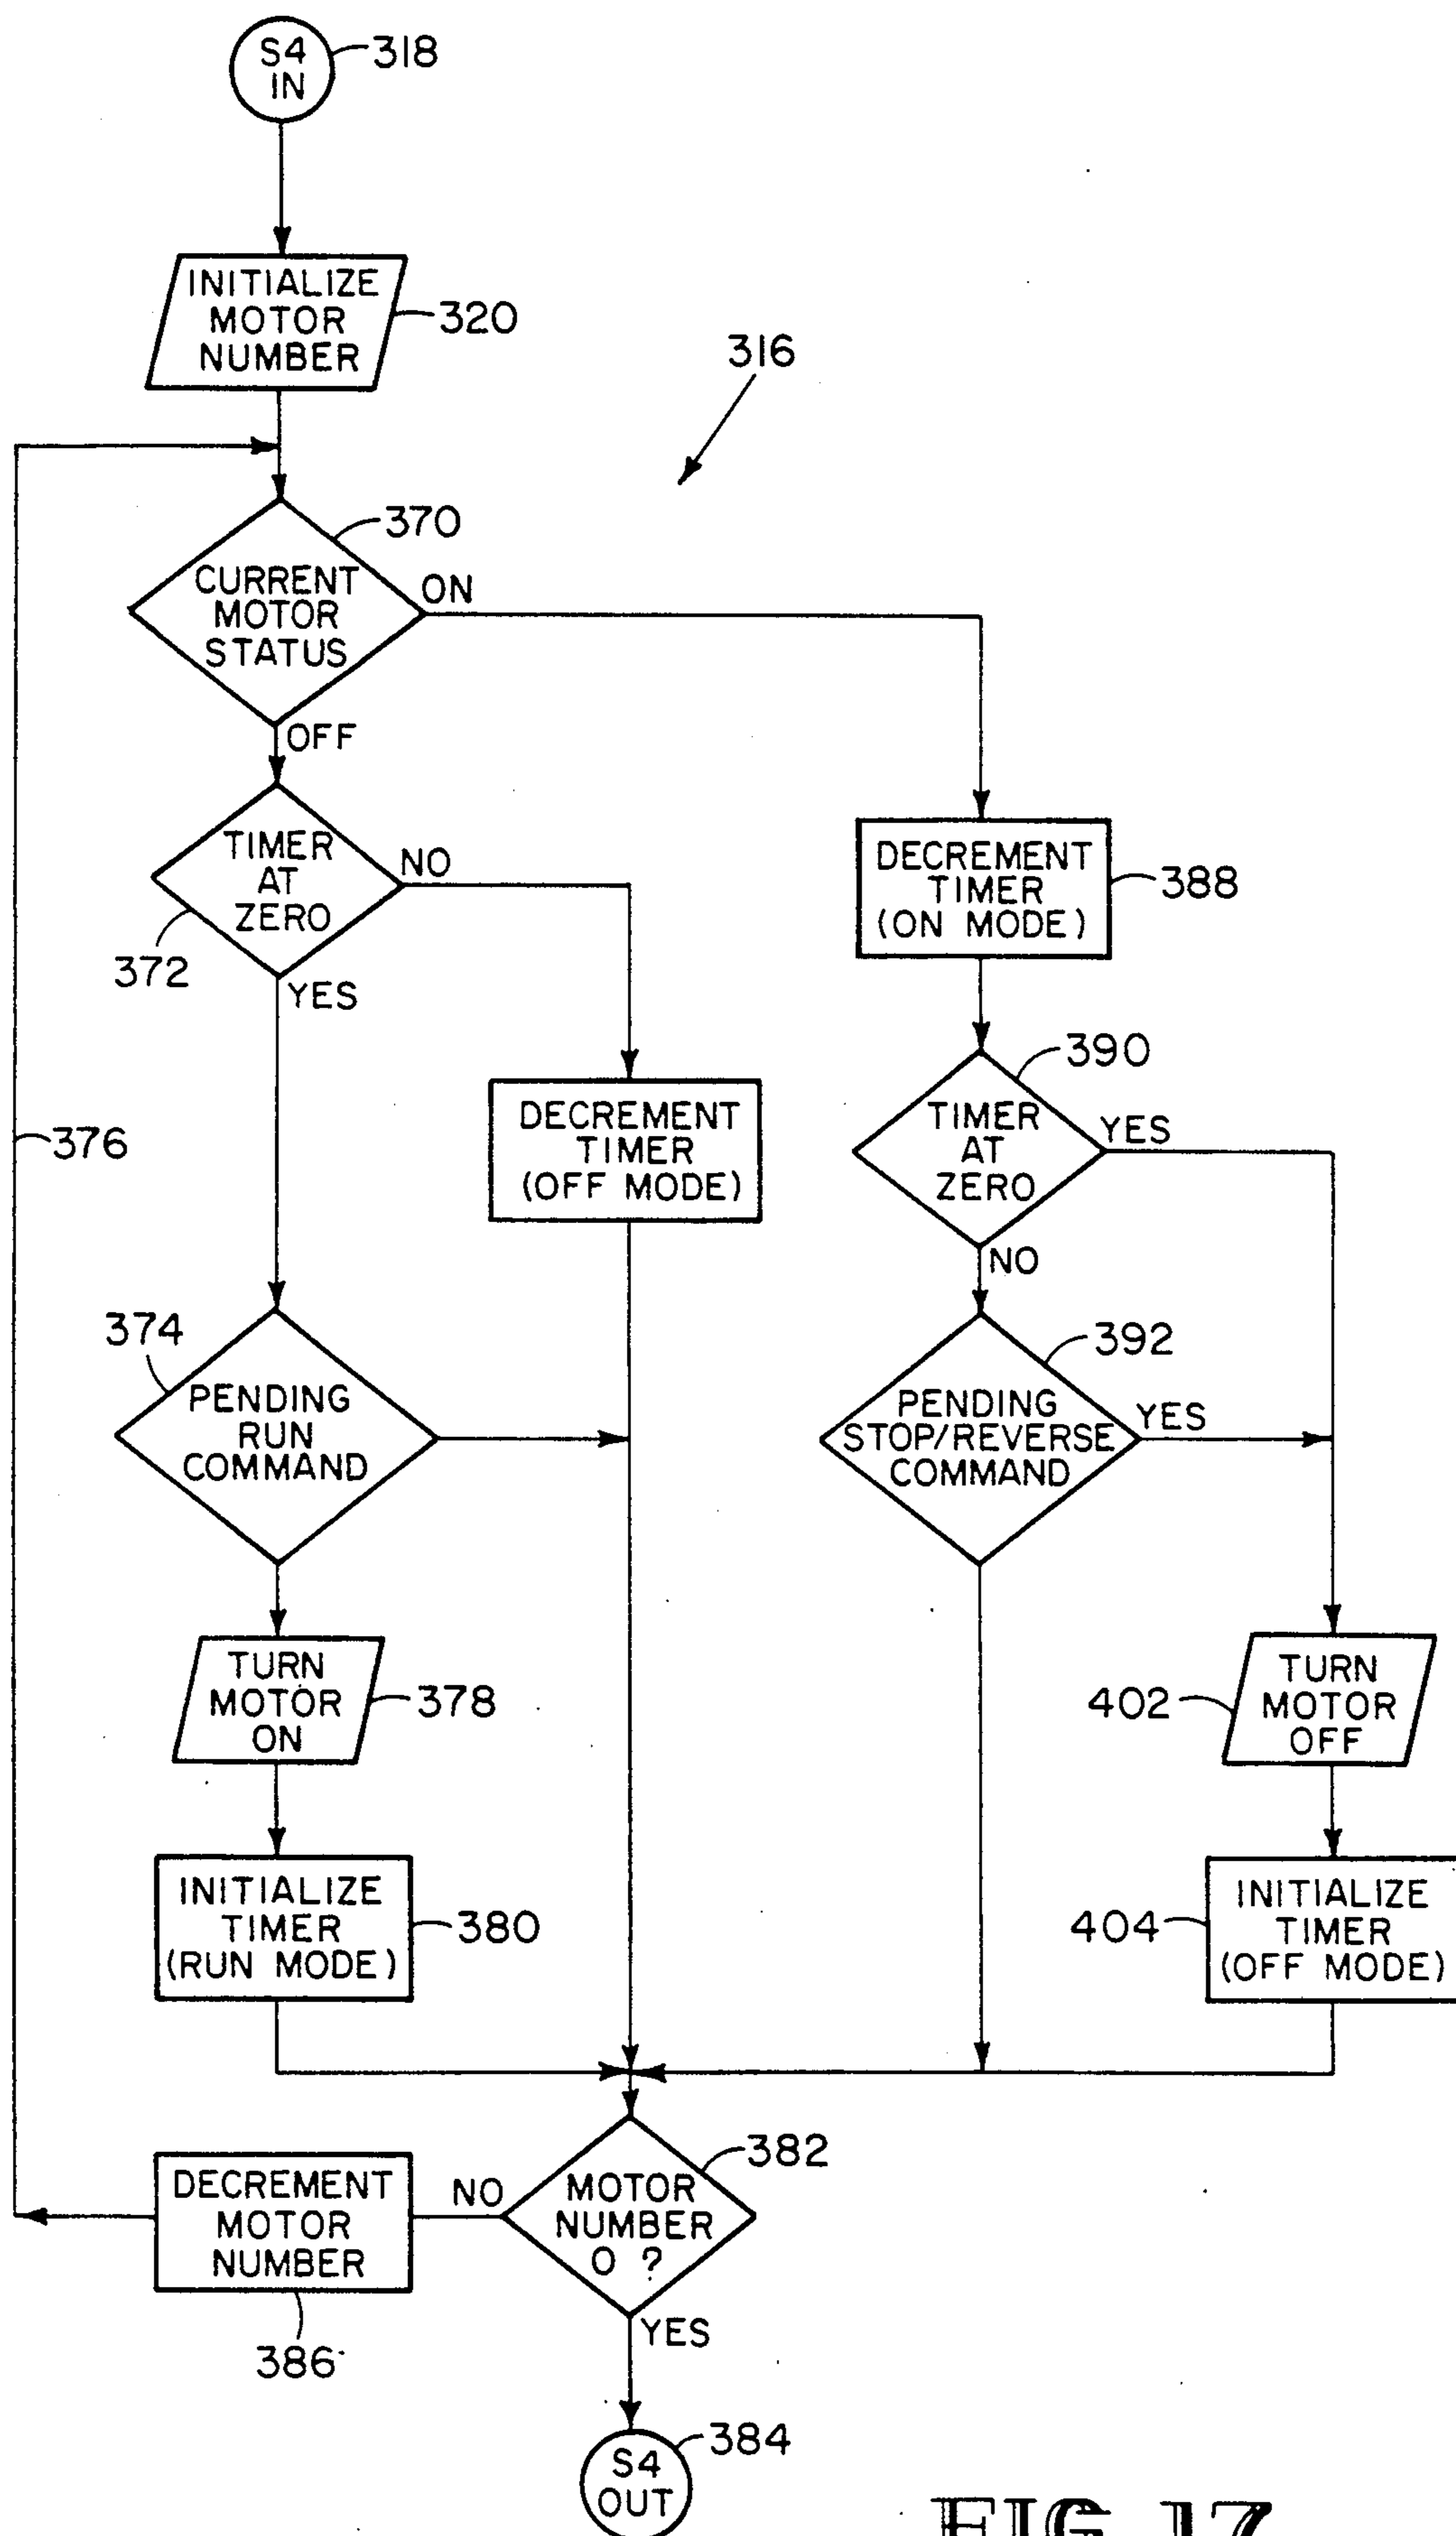 S4
IN
318
INITIALIZE
MOTOR
NUMBER
320
316
370
CURRENT
MOTOR
STATUS
ON
OFF
TIMER
AT
ZERO
NO
372
YES
DECREMENT
TIMER
(ON MODE)
388
376
DECREMENT
TIMER
(OFF MODE)
390
TIMER
AT
ZERO
YES
NO
374
PENDING
RUN
COMMAND
392
PENDING
STOP/REVERSE
COMMAND
YES
TURN
MOTOR
ON
378
402
TURN
MOTOR
OFF
INITIALIZE
TIMER
(RUN MODE)
380
404
INITIALIZE
TIMER
(OFF MODE)
382
DECREMENT
MOTOR
NUMBER
NO
MOTOR
NUMBER
0 ?
386
YES
384
S4
OUT
FIG. 17